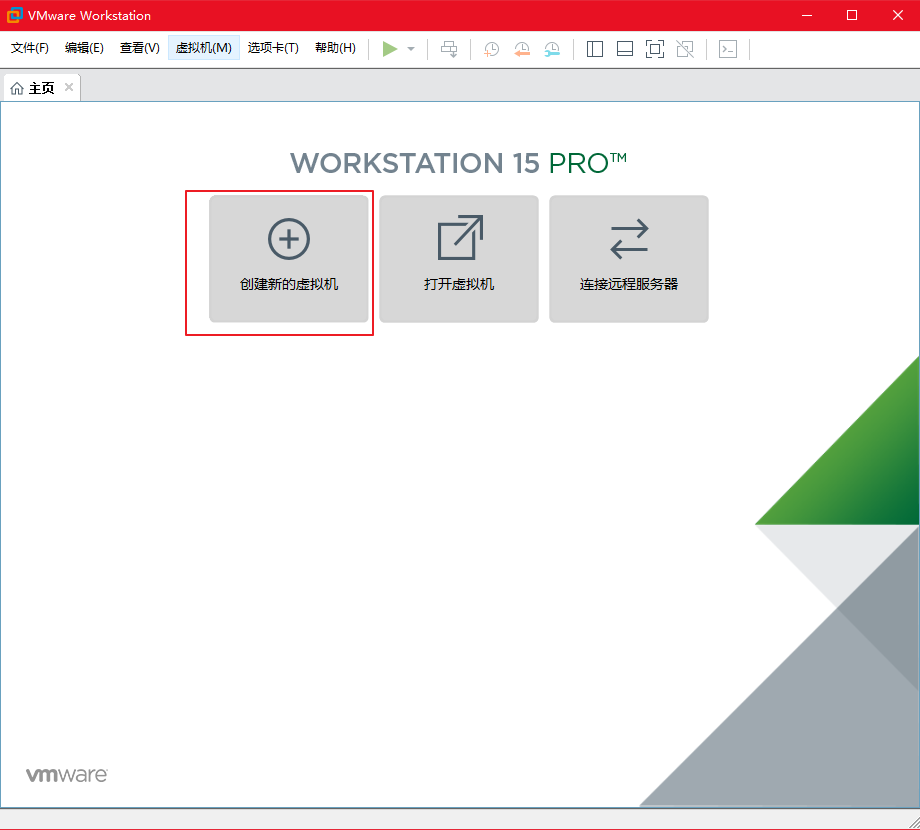 VMware Workstation
文件(F) 编辑(E) 查看(V) 虚拟机(M) 选项卡(T) 帮助(H)
主页
WORKSTATION 15 PRO™
创建新的虚拟机 打开虚拟机 连接远程服务器
vmware